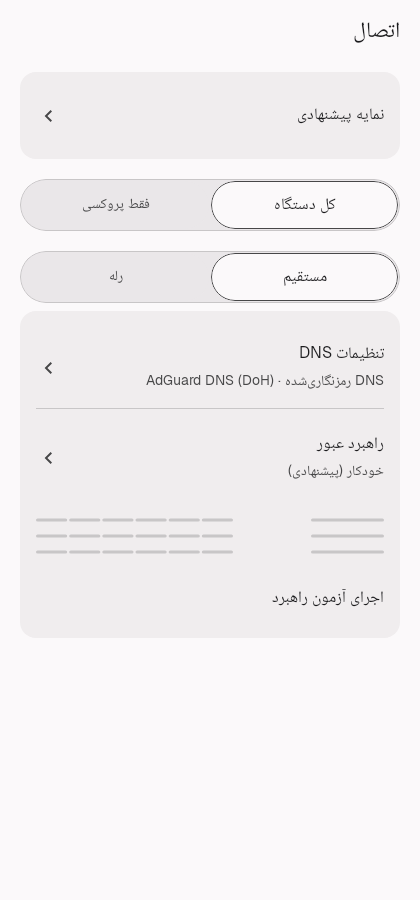 اتصال
نمایه پیشنهادی
کل دستگاه
فقط پروکسی
مستقیم
رله
تنظیمات DNS
DNS رمزنگاری‌شده · AdGuard DNS (DoH)
راهبرد عبور
خودکار (پیشنهادی)
اجرای آزمون راهبرد